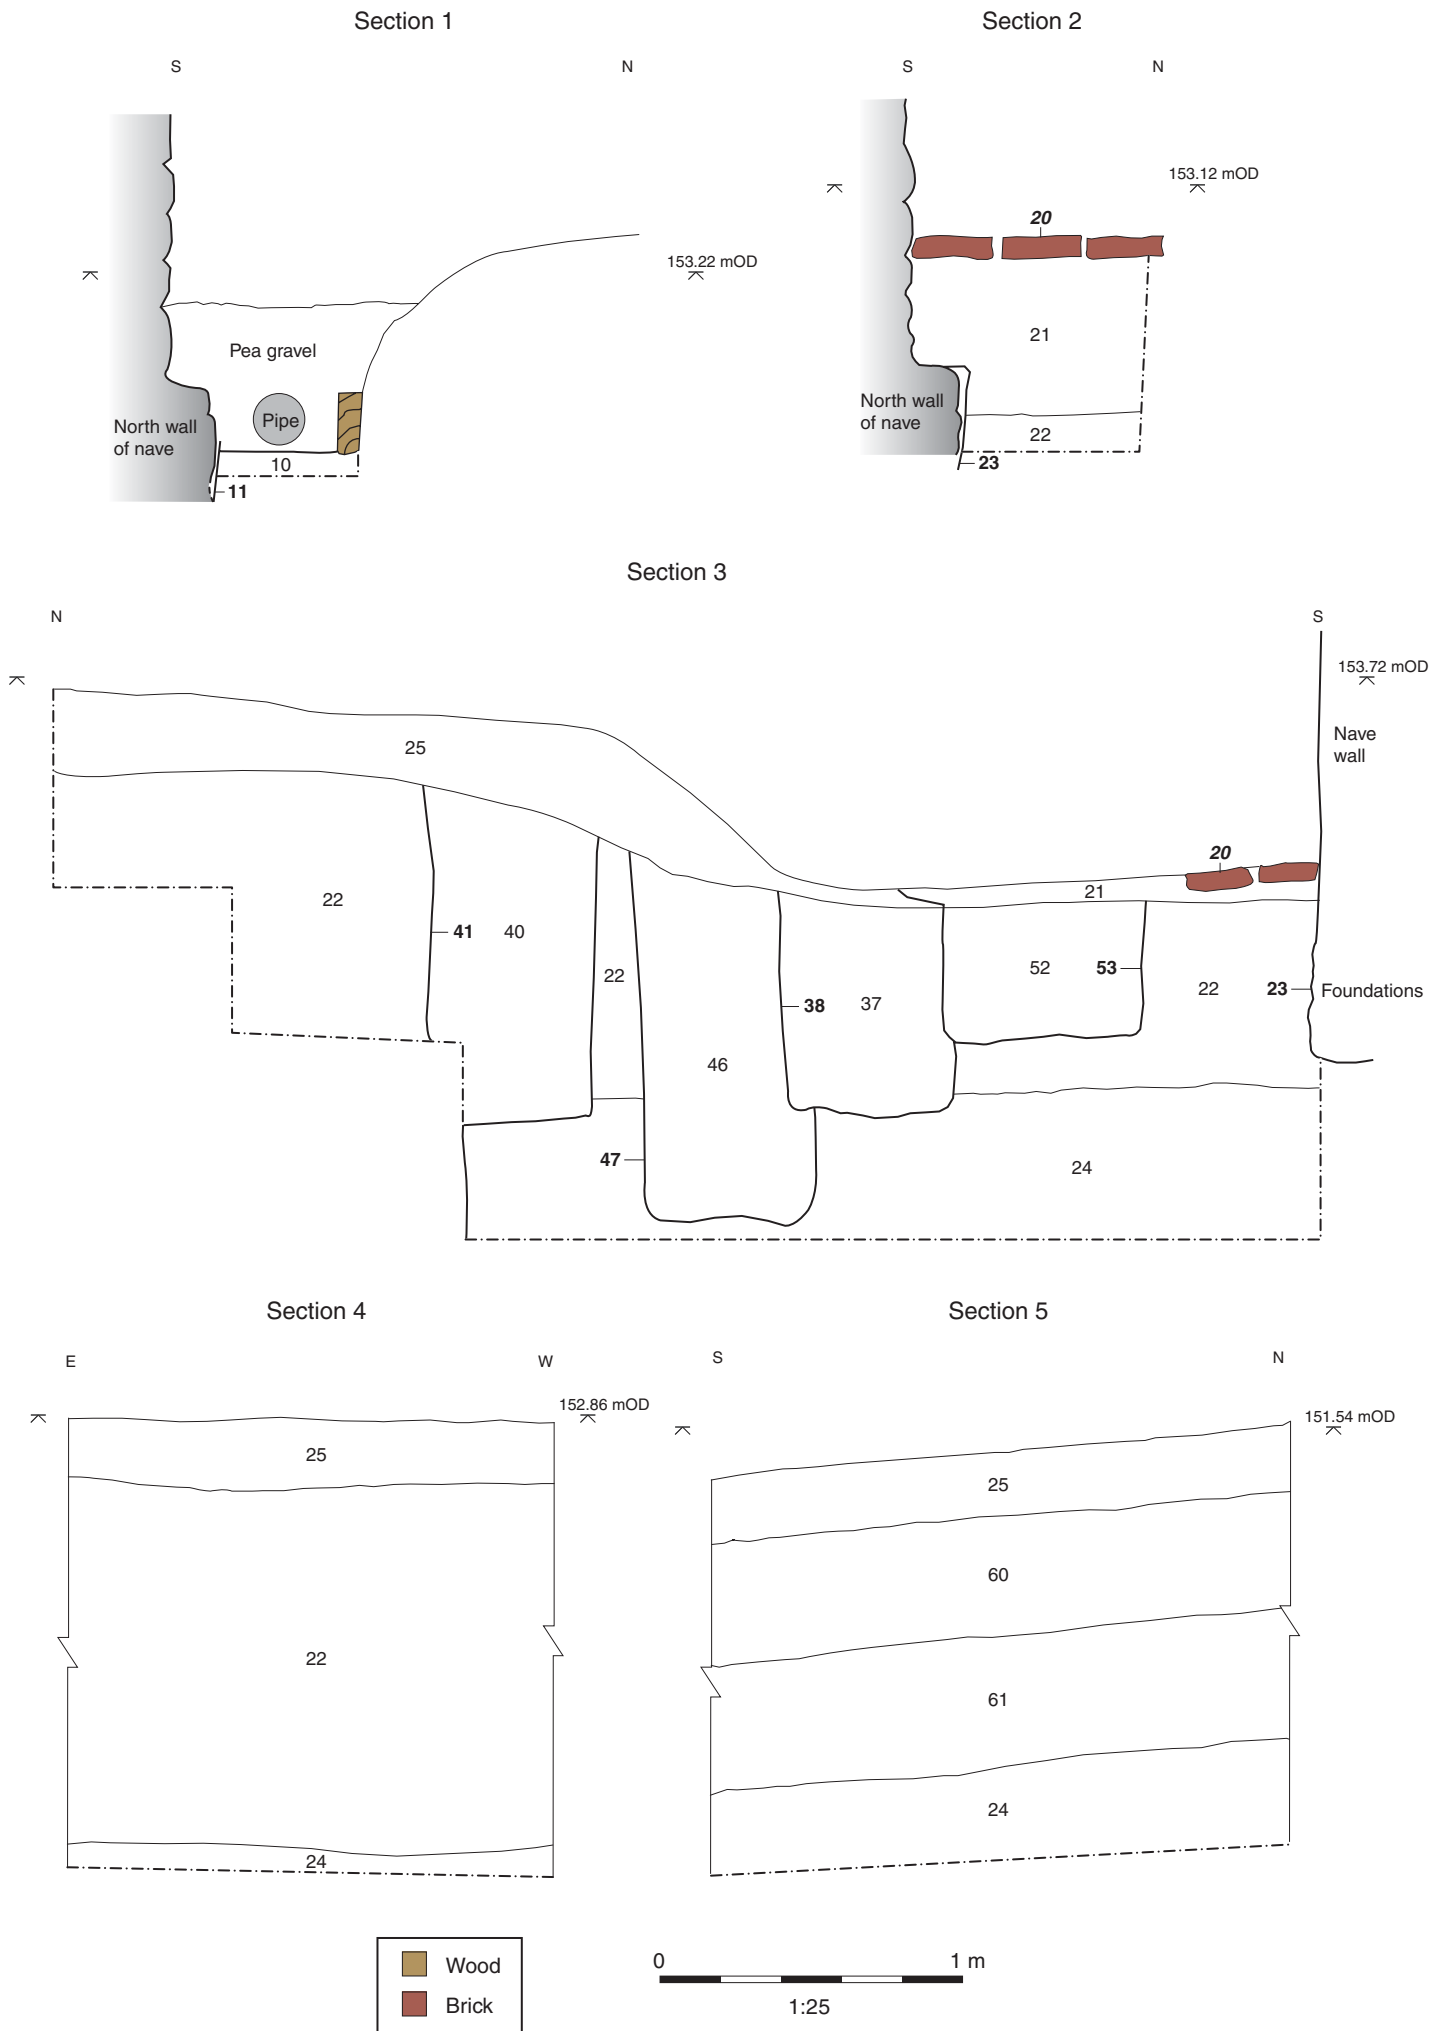 Section 1
S
N
153.22 mOD
Pea gravel
North wall
of nave
Pipe
10
11
Section 2
S
N
153.12 mOD
20
21
North wall
of nave
22
23
Section 3
N
S
153.72 mOD
Nave
wall
25
20
21
22
41
40
22
38
37
52
53
22
23
Foundations
46
47
24
Section 4
E
W
152.86 mOD
25
22
24
Section 5
S
N
151.54 mOD
25
60
61
24
Wood
Brick
0
1 m
1:25